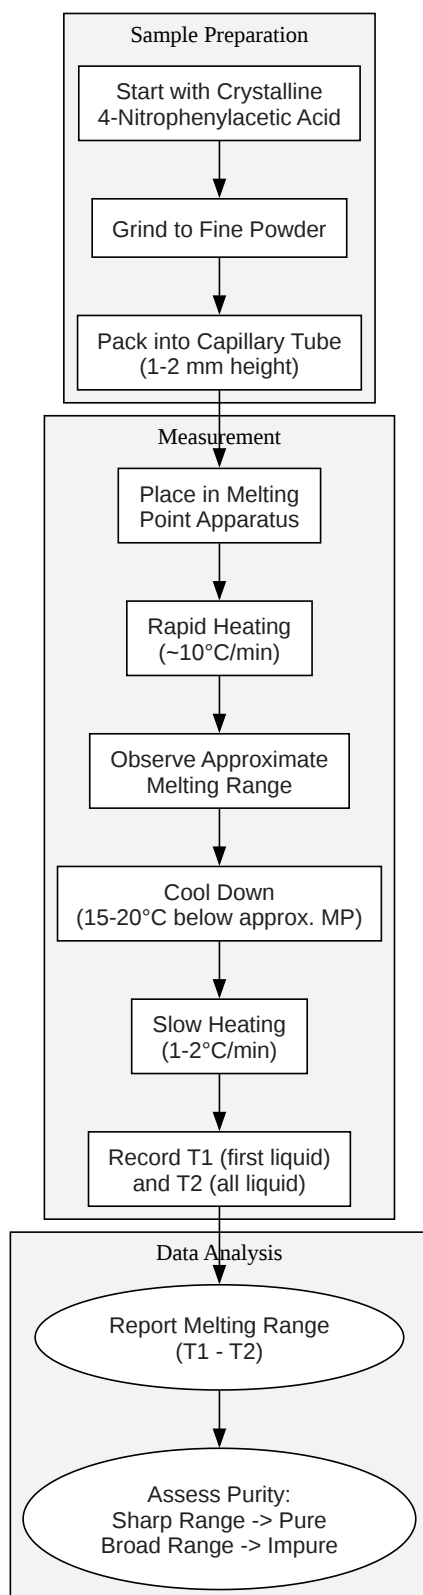 Sample Preparation
Start with Crystalline
4-Nitrophenylacetic Acid
Grind to Fine Powder
Pack into Capillary Tube
(1-2 mm height)
Measurement
Place in Melting
Point Apparatus
Rapid Heating
(~10°C/min)
Observe Approximate
Melting Range
Cool Down
(15-20°C below approx. MP)
Slow Heating
(1-2°C/min)
Record T1 (first liquid)
and T2 (all liquid)
Data Analysis
Report Melting Range
(T1 - T2)
Assess Purity:
Sharp Range -> Pure
Broad Range -> Impure